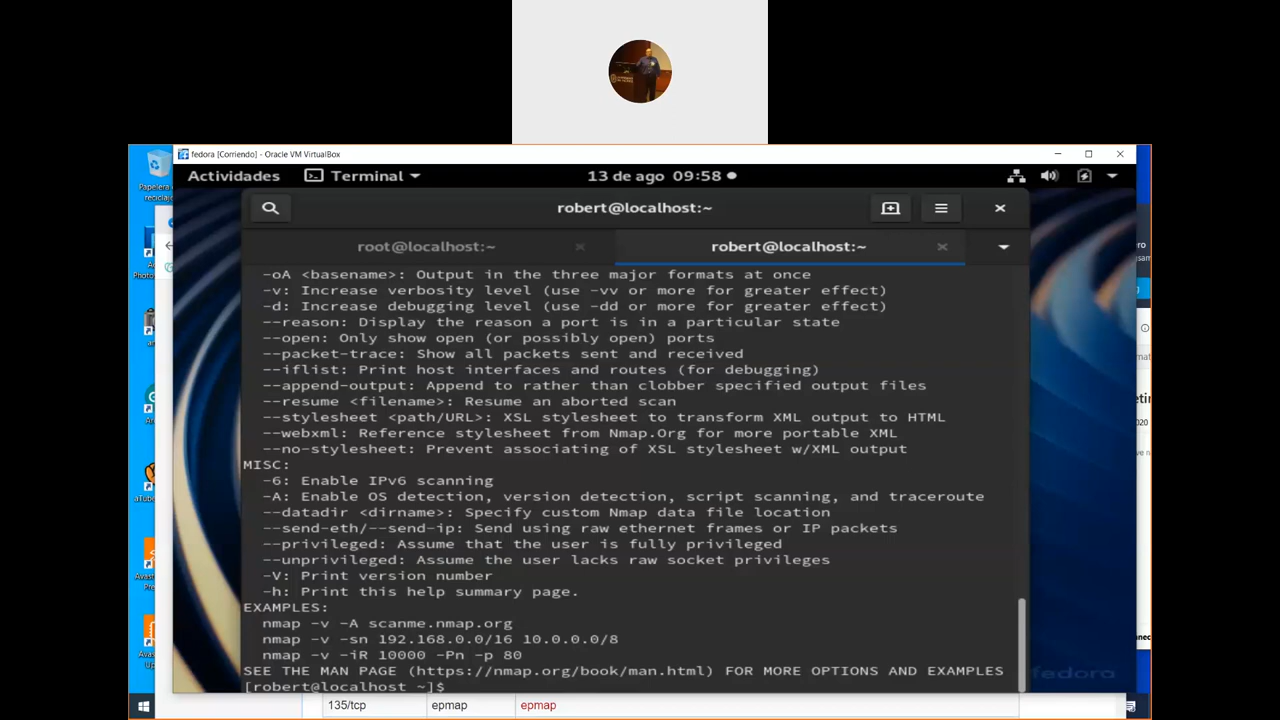 fedora [Corriendo] - Oracle VM VirtualBox
Papelera
reciclaj
Actividades
Terminal
13 de ago 09:58
robert@localhost:~
root@localhost:~
robert@localhost:~
-oA <basename>: Output in the three major formats at once
-v: Increase verbosity level (use -vv or more for greater effect)
-d: Increase debugging level (use -dd or more for greater effect)
--reason: Display the reason a port is in a particular state
--open: Only show open (or possibly open) ports
--packet-trace: Show all packets sent and received
--iflist: Print host interfaces and routes (for debugging)
--append-output: Append to rather than clobber specified output files
--resume <filename>: Resume an aborted scan
--stylesheet <path/URL>: XSL stylesheet to transform XML output to HTML
--webxml: Reference stylesheet from Nmap.Org for more portable XML
--no-stylesheet: Prevent associating of XSL stylesheet w/XML output
MISC:
-6: Enable IPv6 scanning
-A: Enable OS detection, version detection, script scanning, and traceroute
--datadir <dirname>: Specify custom Nmap data file location
--send-eth/--send-ip: Send using raw ethernet frames or IP packets
--privileged: Assume that the user is fully privileged
--unprivileged: Assume the user lacks raw socket privileges
-V: Print version number
-h: Print this help summary page.
EXAMPLES:
nmap -v -A scanme.nmap.org
nmap -v -sn 192.168.0.0/16 10.0.0.0/8
nmap -v -iR 10000 -Pn -p 80
SEE THE MAN PAGE (https://nmap.org/book/man.html) FOR MORE OPTIONS AND EXAMPLES
[robert@localhost ~]$
fedora
135/tcp epmap epmap